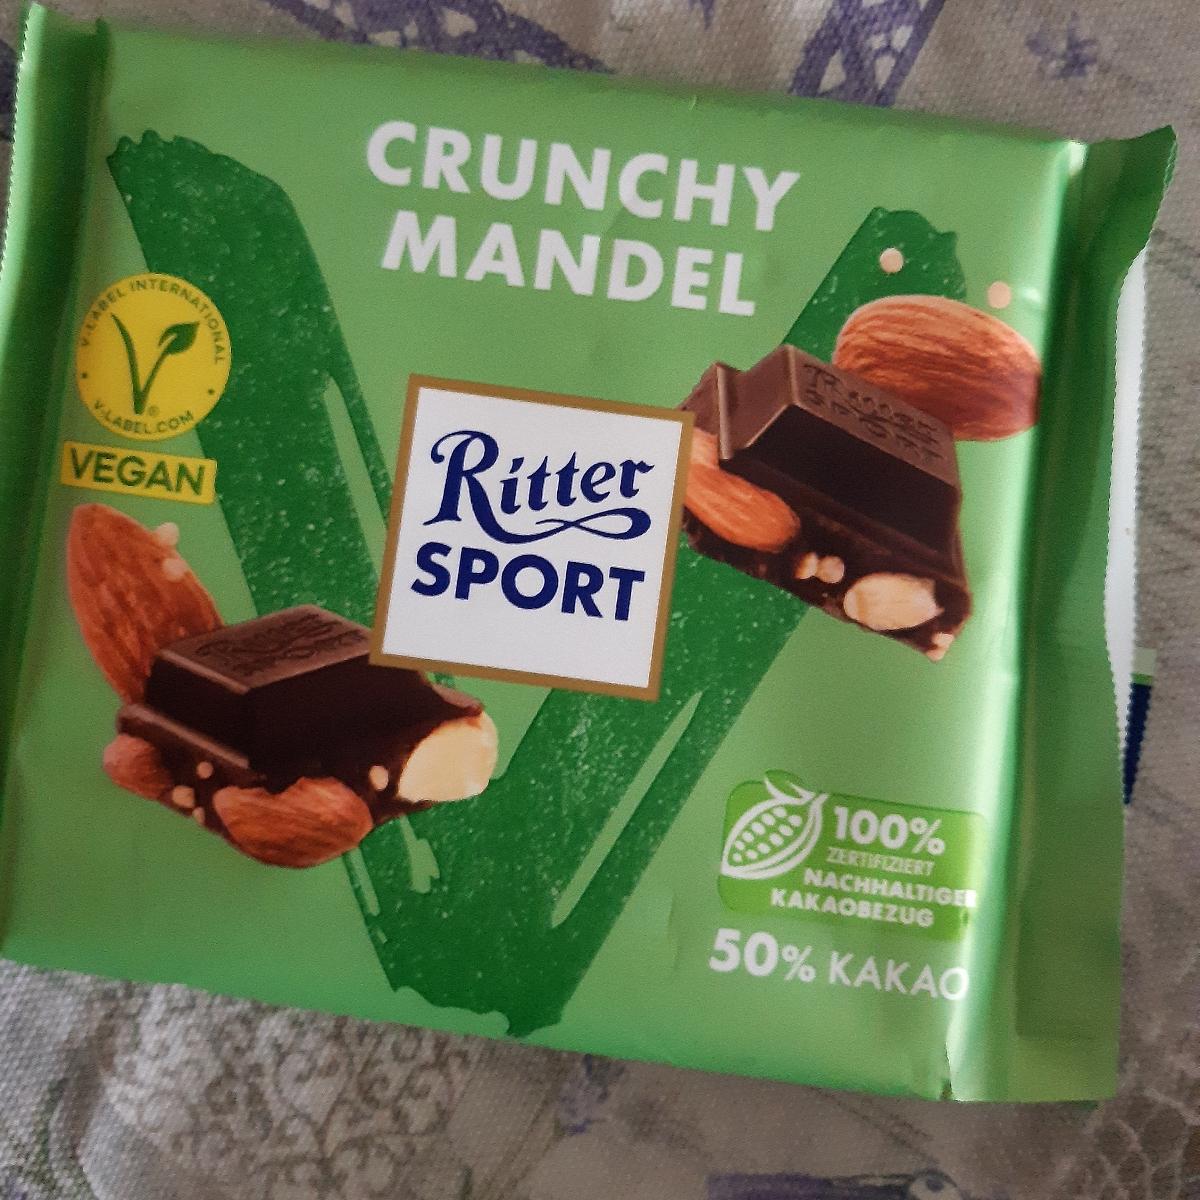 CRUNCHY
MANDEL
V-LABEL INTERNATIONAL
V-LABEL.COM
VEGAN
Ritter
SPORT
100%
ZERTIFIZIERT
NACHHALTIGER
KAKAOBEZUG
50% KAKAO